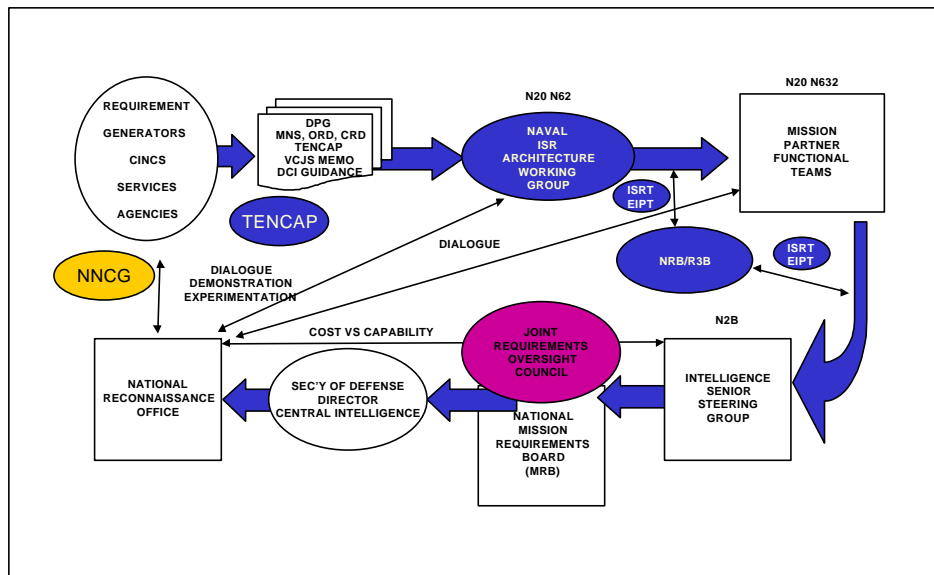 REQUIREMENT
GENERATORS
CINCS
SERVICES
AGENCIES
DPG
MNS, ORD, CRD
TENCAP
VCJS MEMO
DCI GUIDANCE
TENCAP
N20 N62
NAVAL
ISR
ARCHITECTURE
WORKING
GROUP
N20 N632
MISSION
PARTNER
FUNCTIONAL
TEAMS
ISRT
EIPT
NRB/R3B
ISRT
EIPT
NNCG
DIALOGUE
DIALOGUE
DEMONSTRATION
EXPERIMENTATION
COST VS CAPABILITY
N2B
JOINT
REQUIREMENTS
OVERSIGHT
COUNCIL
NATIONAL
RECONNAISSANCE
OFFICE
SEC'Y OF DEFENSE
DIRECTOR
CENTRAL INTELLIGENCE
NATIONAL
MISSION
REQUIREMENTS
BOARD
(MRB)
INTELLIGENCE
SENIOR
STEERING
GROUP